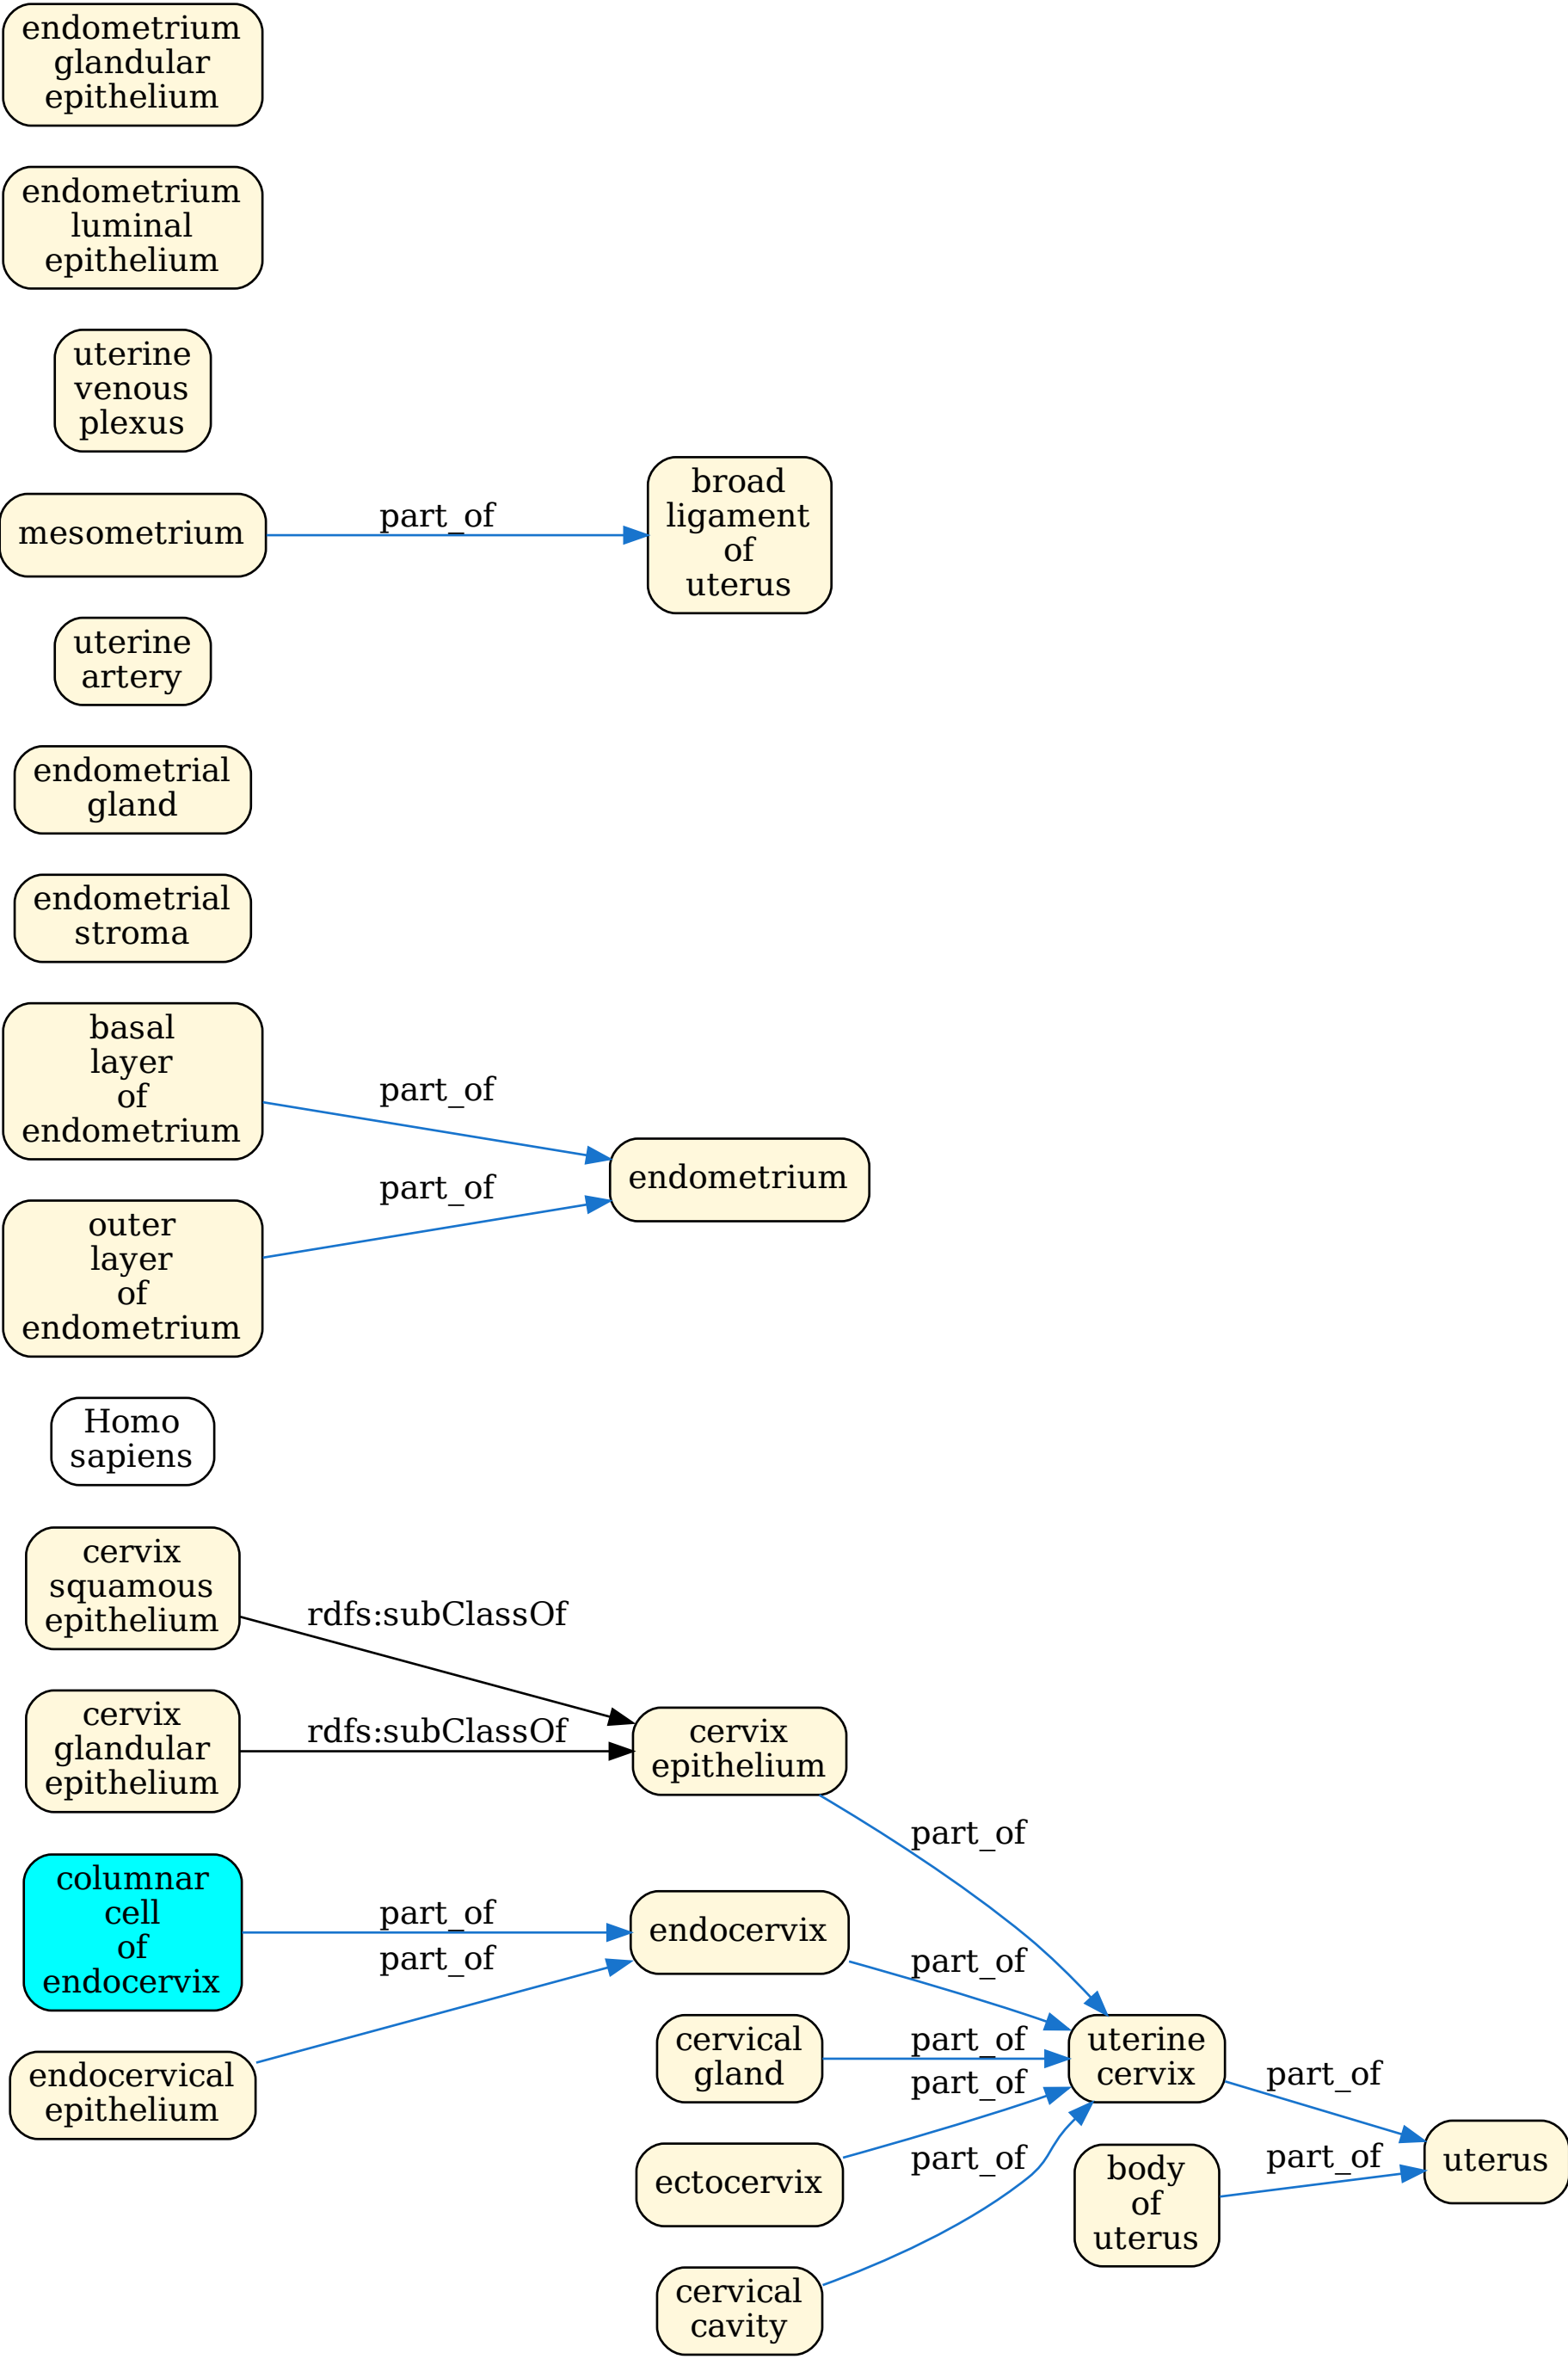 endometrium
glandular
epithelium
endometrium
luminal
epithelium
uterine
venous
plexus
mesometrium
part_of
broad
ligament
of
uterus
uterine
artery
endometrial
gland
endometrial
stroma
basal
layer
of
endometrium
part_of
outer
layer
of
endometrium
part_of
endometrium
Homo
sapiens
cervix
squamous
epithelium
rdfs:subClassOf
cervix
glandular
epithelium
rdfs:subClassOf
cervix
epithelium
part_of
columnar
cell
of
endocervix
part_of
endocervical
epithelium
part_of
endocervix
part_of
cervical
gland
part_of
ectocervix
part_of
cervical
cavity
part_of
uterine
cervix
part_of
body
of
uterus
part_of
uterus